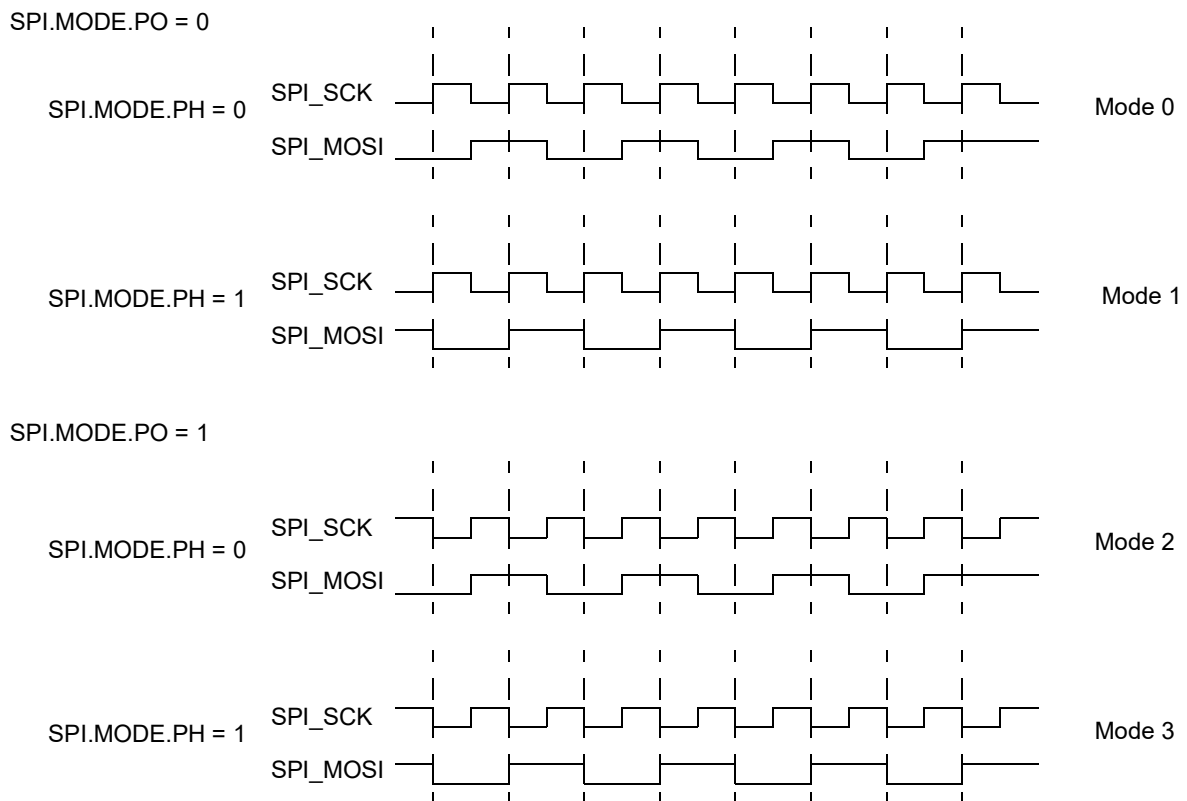 SPI.MODE.PO = 0
SPI.MODE.PH = 0
SPI_SCK
SPI_MOSI
Mode 0
SPI.MODE.PH = 1
SPI_SCK
SPI_MOSI
Mode 1
SPI.MODE.PO = 1
SPI.MODE.PH = 0
SPI_SCK
SPI_MOSI
Mode 2
SPI.MODE.PH = 1
SPI_SCK
SPI_MOSI
Mode 3